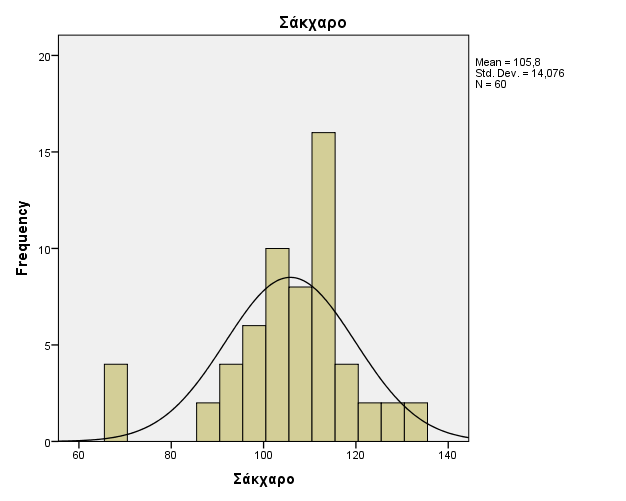 Σάκχαρο
Mean = 105,8
Std. Dev. = 14,076
N = 60
Frequency
20
15
10
5
0
60 80 100 120 140
Σάκχαρο